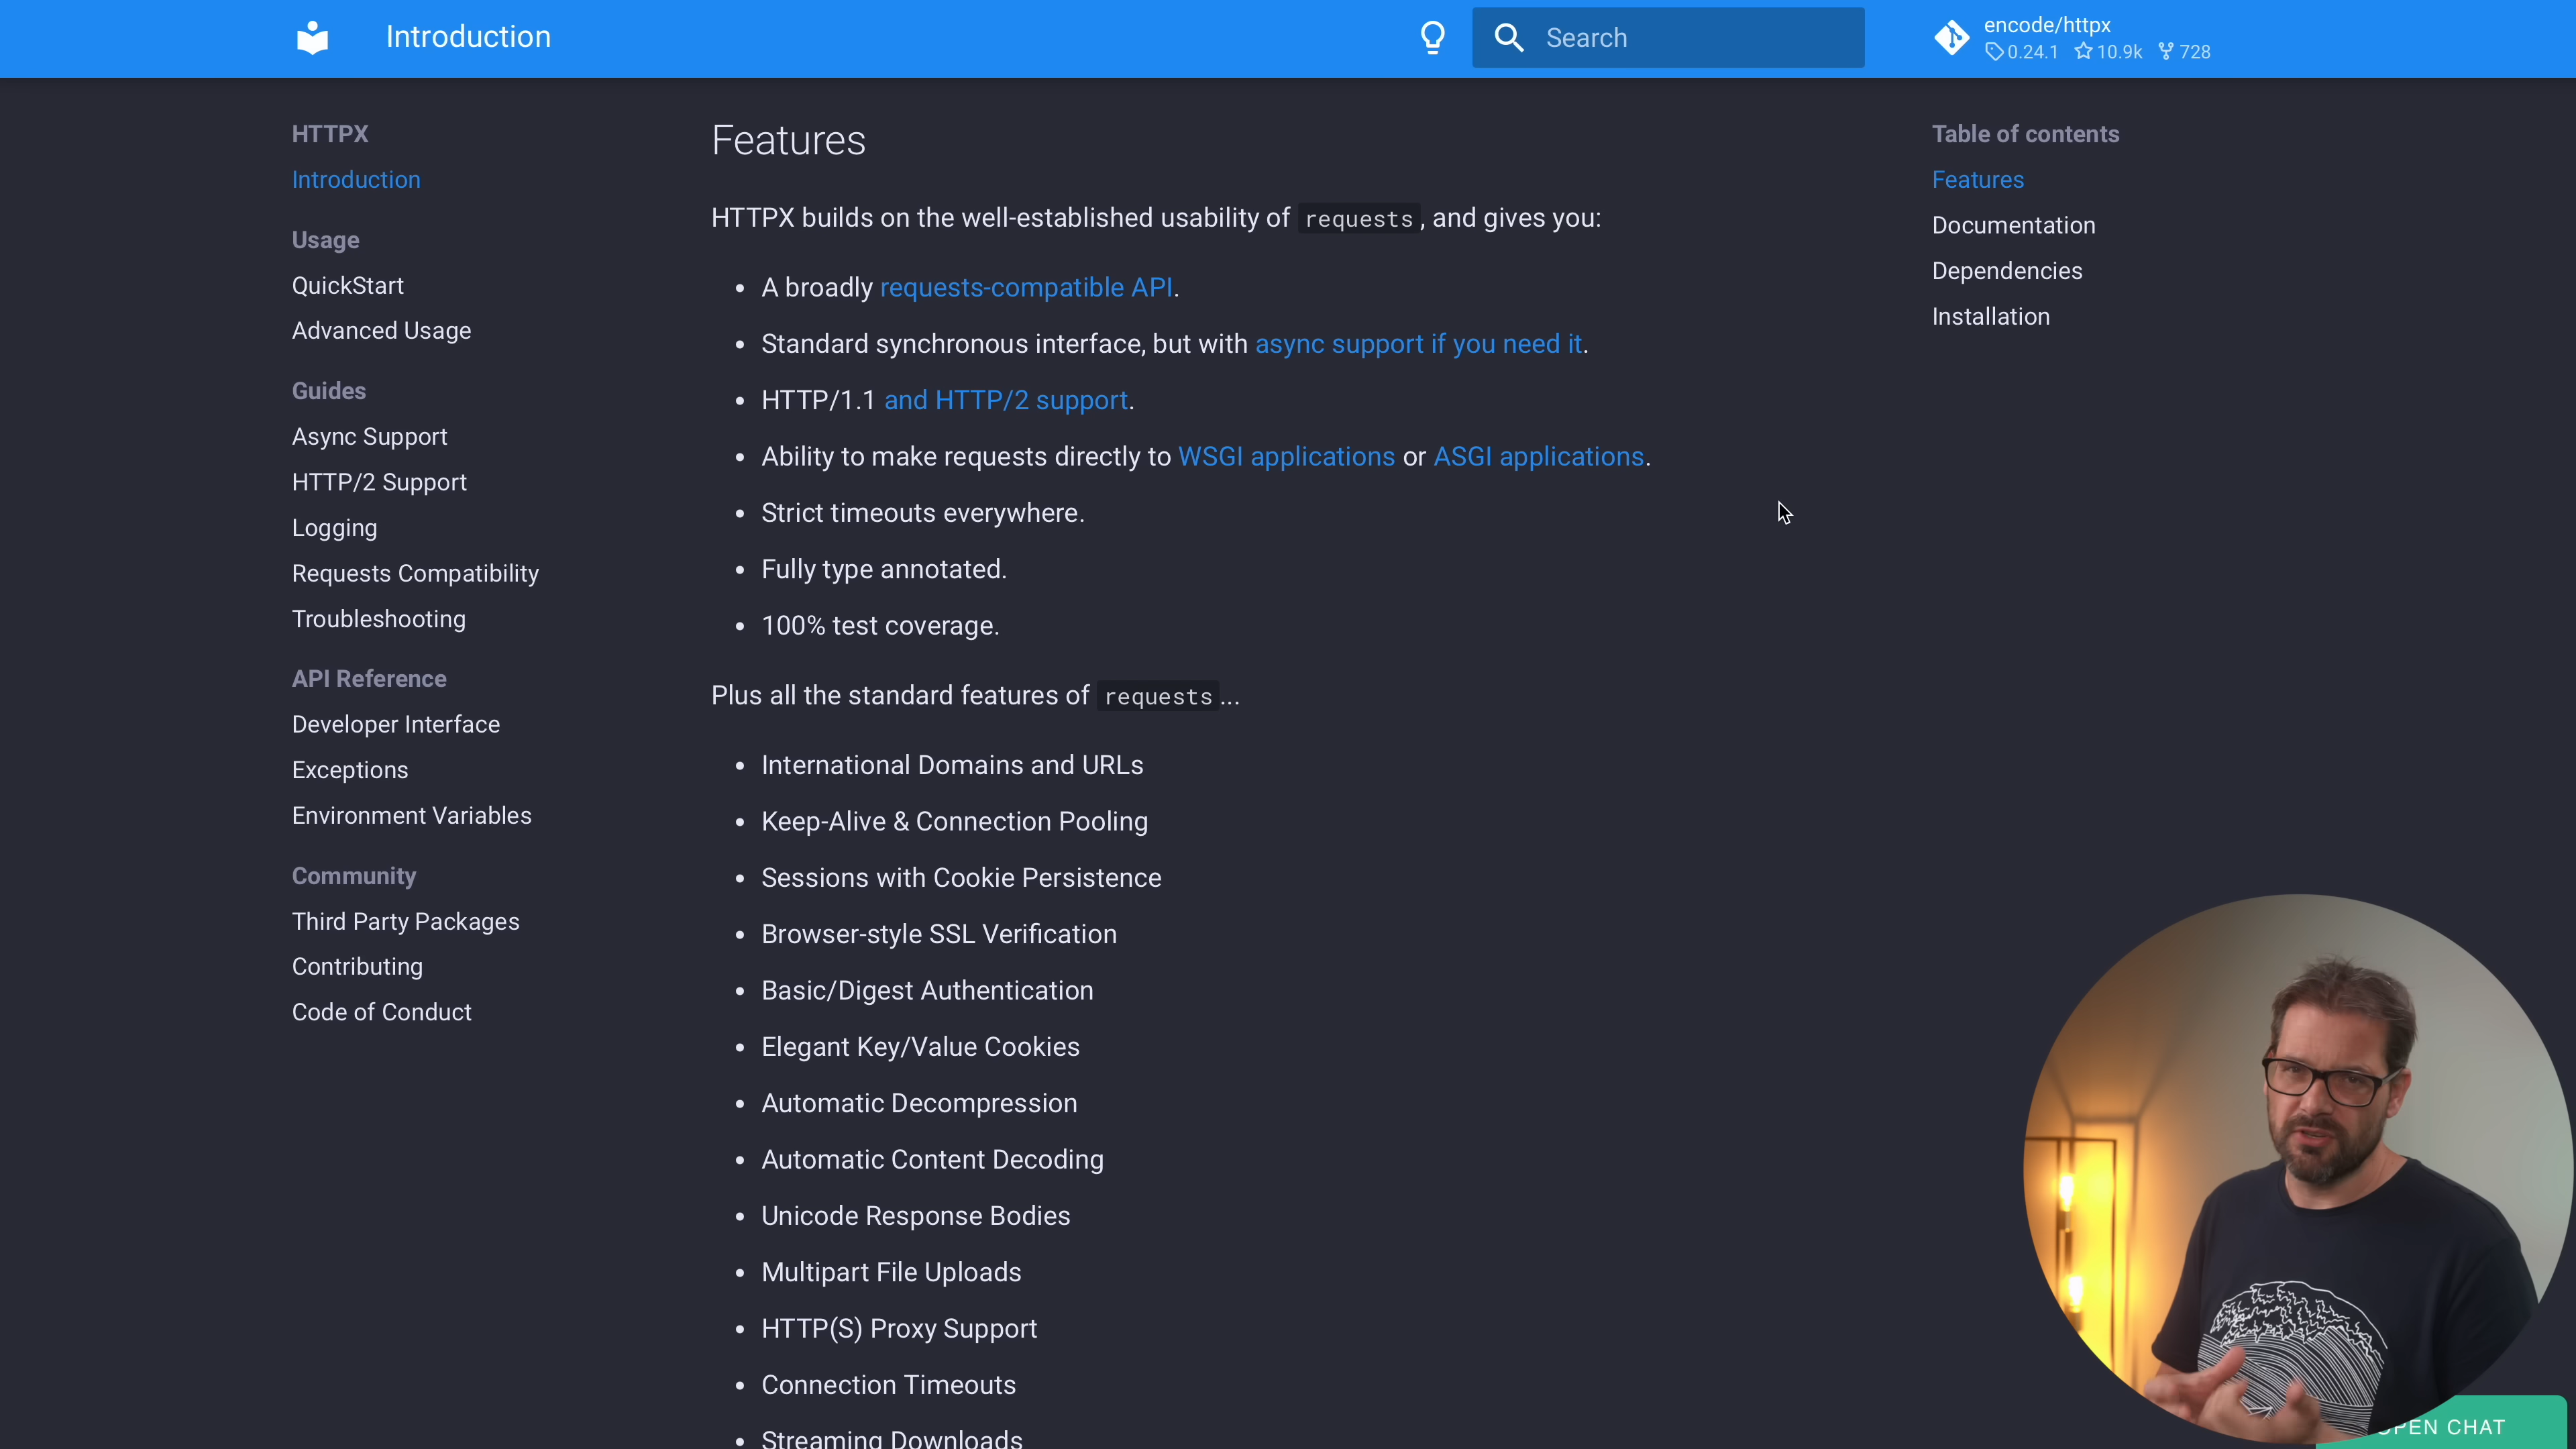 Introduction
Search
encode/httpx
0.24.1 10.9k 728
HTTPX
Introduction
Usage
QuickStart
Advanced Usage
Guides
Async Support
HTTP/2 Support
Logging
Requests Compatibility
Troubleshooting
API Reference
Developer Interface
Exceptions
Environment Variables
Community
Third Party Packages
Contributing
Code of Conduct
Features
HTTPX builds on the well-established usability of requests, and gives you:
• A broadly requests-compatible API.
• Standard synchronous interface, but with async support if you need it.
• HTTP/1.1 and HTTP/2 support.
• Ability to make requests directly to WSGI applications or ASGI applications.
• Strict timeouts everywhere.
• Fully type annotated.
• 100% test coverage.
Plus all the standard features of requests...
• International Domains and URLs
• Keep-Alive & Connection Pooling
• Sessions with Cookie Persistence
• Browser-style SSL Verification
• Basic/Digest Authentication
• Elegant Key/Value Cookies
• Automatic Decompression
• Automatic Content Decoding
• Unicode Response Bodies
• Multipart File Uploads
• HTTP(S) Proxy Support
• Connection Timeouts
• Streaming Downloads
Table of contents
Features
Documentation
Dependencies
Installation
PEN CHAT